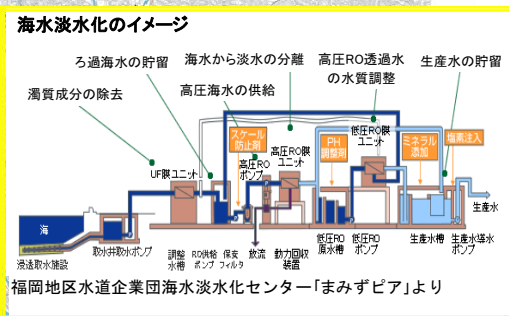 海水淡水化のイメージ
ろ過海水の貯留
海水から淡水の分離
高圧RO透過水
の水質調整
生産水の貯留
濁質成分の除去
高圧海水の供給
スケール
防止剤
高圧RO
ポンプ
高圧RO膜
ユニット
PH
調整剤
低圧RO膜
ユニット
ミネラル
添加
塩素注入
UF膜ユニット
海
生産水
浸透取水施設
取水井取水ポンプ
調整
水槽
RO供給
ポンプ
保安
フィルタ
放流
動力回収
装置
低圧RO
原水槽
低圧RO
ポンプ
生産水槽
生産水導水
ポンプ
福岡地区水道企業団海水淡水化センター「まみずピア」より